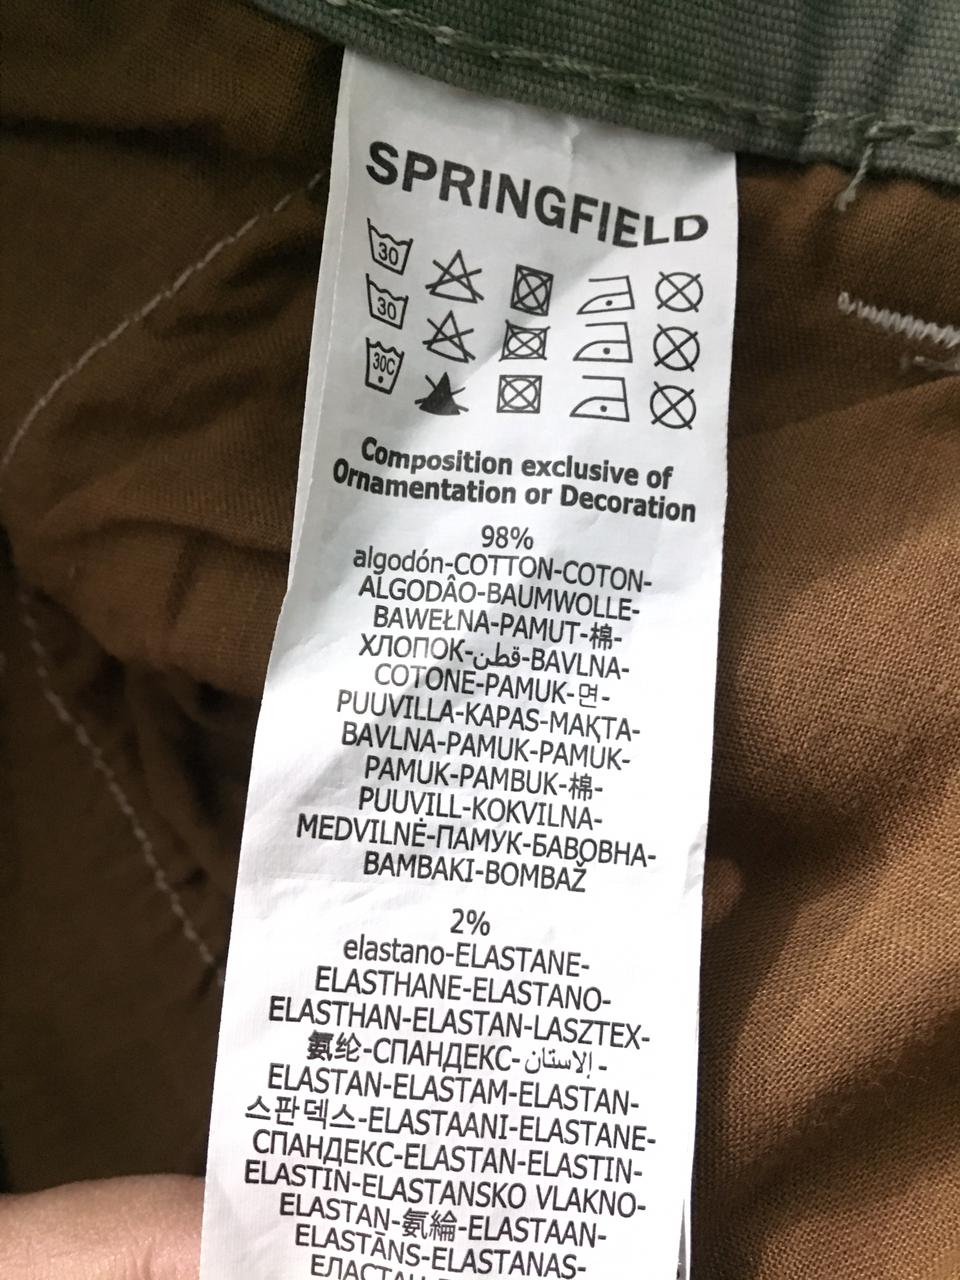 SPRINGFIELD
30
30
30C
Composition exclusive of
Ornamentation or Decoration
98%
algodón-COTTON-COTON-
ALGODÂO-BAUMWOLLE-
BAWEŁNA-PAMUT-棉-
ХЛОПОК-قطن-BAVLNA-
COTONE-PAMUK-면-
PUUVILLA-KAPAS-МАҚТА-
BAVLNA-PAMUK-PAMUK-
PAMUK-PAMBUK-棉-
PUUVILL-KOKVILNA-
MEDVILNĖ-ПАМУК-БАВОВНА-
BAMBAKI-BOMBAŽ
2%
elastano-ELASTANE-
ELASTHANE-ELASTANO-
ELASTHAN-ELASTAN-LASZTEX-
氨纶-СПАНДЕКС-إلاستان-
ELASTAN-ELASTAM-ELASTAN-
스판덱스-ELASTAANI-ELASTANE-
СПАНДЕКС-ELASTAN-ELASTIN-
ELASTIN-ELASTANSKO VLAKNO-
ELASTAN-氨綸-ELASTAAN-
ELASTĀNS-ELASTANAS-